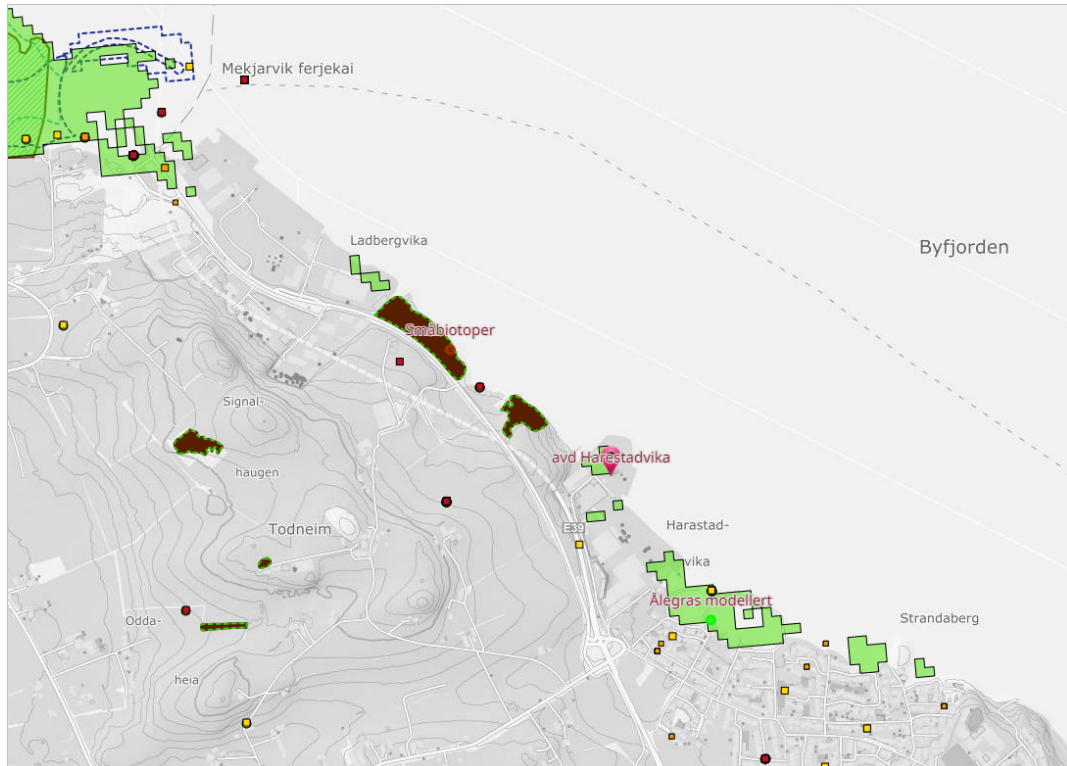 Mekjarvik ferjekai
Ladbergvika
Byfjorden
Småbiotoper
Signal-
haugen
avd Harestadvika
E39
Todneim
Harastad-
vika
Ålegras modellert
Odda-
heia
Strandaberg